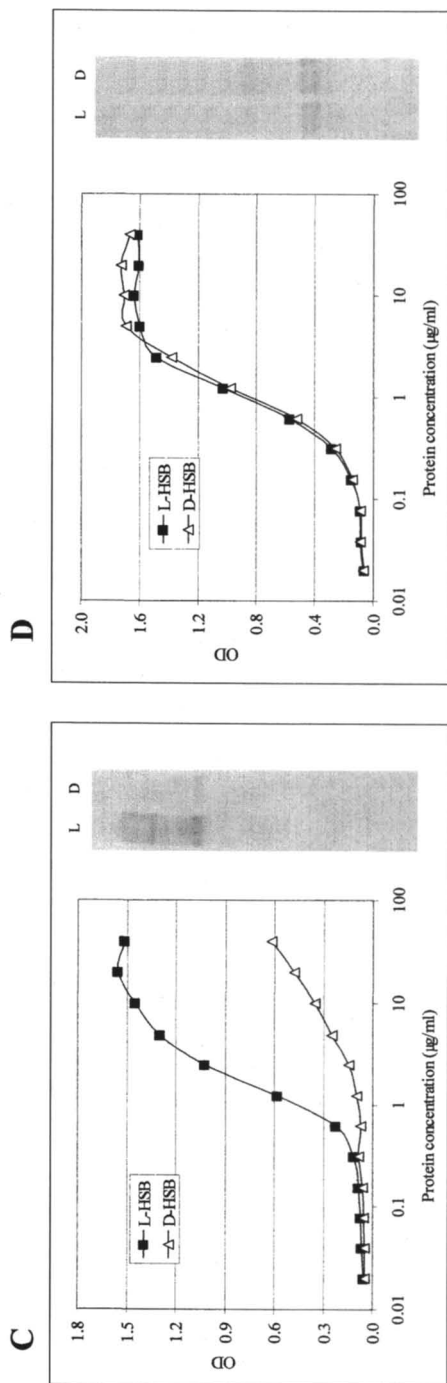 C
L D
1.8
1.5
1.2
0.9
0.6
0.3
0.0
OD
L-HSB
D-HSB
0.01 0.1 1 10 100
Protein concentration (µg/ml)
D
L D
2.0
1.6
1.2
0.8
0.4
0.0
OD
L-HSB
D-HSB
0.01 0.1 1 10 100
Protein concentration (µg/ml)